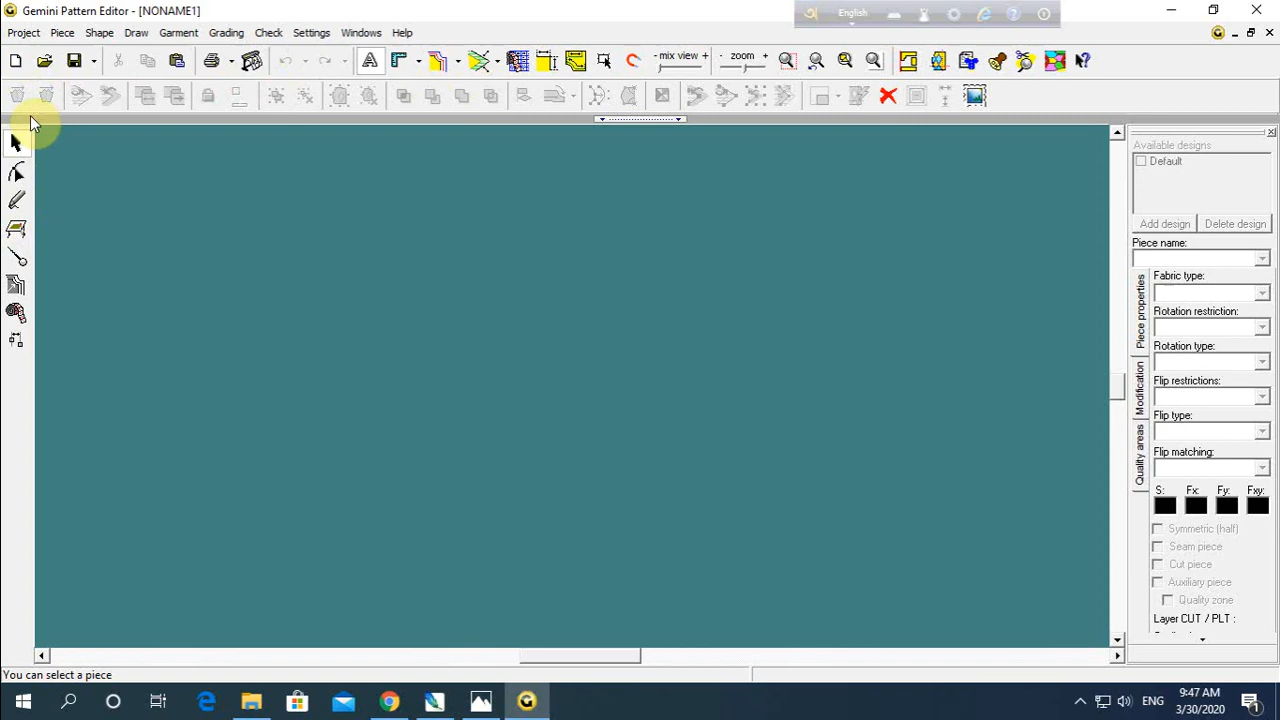 Gemini Pattern Editor - [NONAME1]
English
Project Piece Shape Draw Garment Grading Check Settings Windows Help
- mix view +
- zoom +
Available designs
Default
Add design Delete design
Piece name:
Fabric type:
Rotation restriction:
Rotation type:
Flip restrictions:
Flip type:
Flip matching:
S: Fx: Fy: Fxy:
Symmetric (half)
Seam piece
Cut piece
Auxiliary piece
Quality zone
Layer CUT / PLT :
Piece properties
Modification
Quality areas
You can select a piece
ENG
9:47 AM
3/30/2020